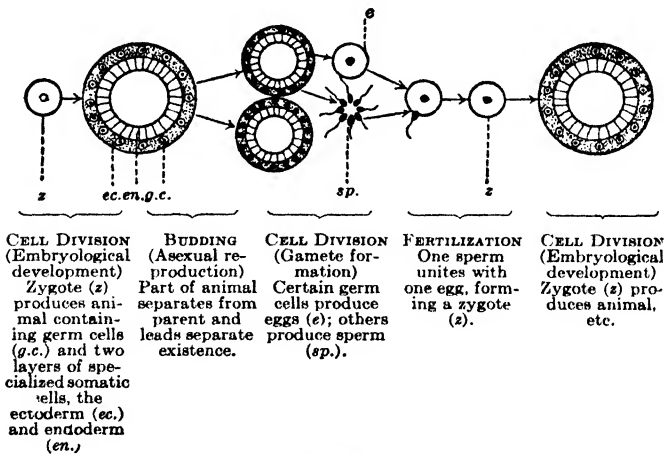 e
z
ec.en.g.c.
sp.
z
CELL DIVISION
(Embryological
development)
Zygote (z)
produces ani-
mal contain-
ing germ cells
(g.c.) and two
layers of spe-
cialized somatic
cells, the
ectoderm (ec.)
and endoderm
(en.)
BUDDING
(Asexual re-
production)
Part of animal
separates from
parent and
leads separate
existence.
CELL DIVISION
(Gamete for-
mation)
Certain germ
cells produce
eggs (e); others
produce sperm
(sp.).
FERTILIZATION
One sperm
unites with
one egg, form-
ing a zygote
(z).
CELL DIVISION
(Embryological
development)
Zygote (z) pro-
duces animal,
etc.